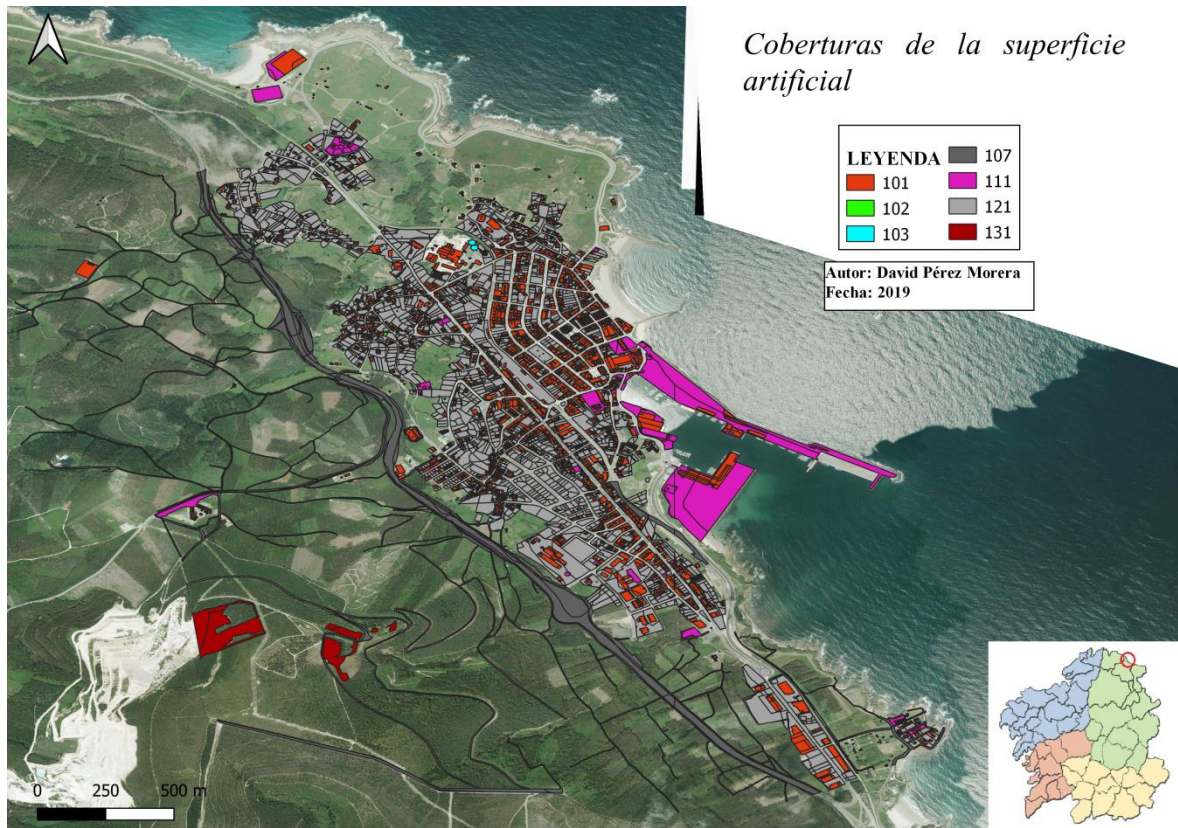 Coberturas de la superficie
artificial
LEYENDA
101
102
103
107
111
121
131
Autor: David Pérez Morera
Fecha: 2019
0 250 500 m